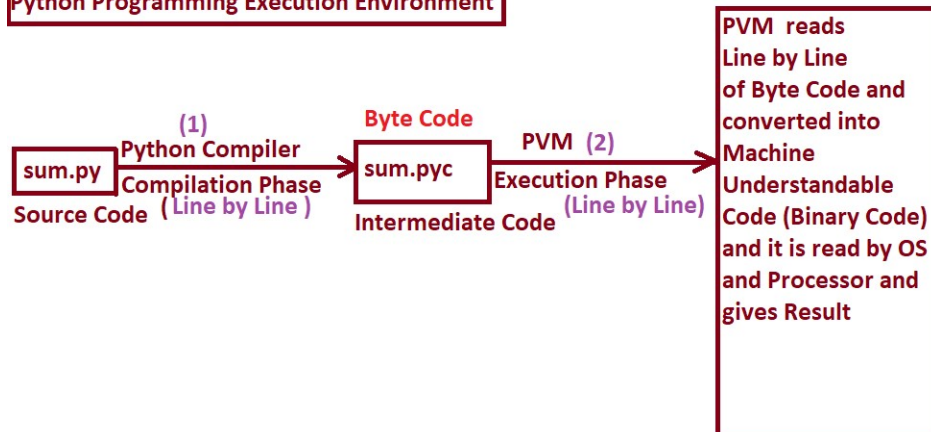 Python Programming Execution Environment
(1)
Python Compiler
sum.py
Compilation Phase
Source Code ( Line by Line )
Byte Code
sum.pyc
Intermediate Code
PVM (2)
Execution Phase
(Line by Line)
PVM reads
Line by Line
of Byte Code and
converted into
Machine
Understandable
Code (Binary Code)
and it is read by OS
and Processor and
gives Result